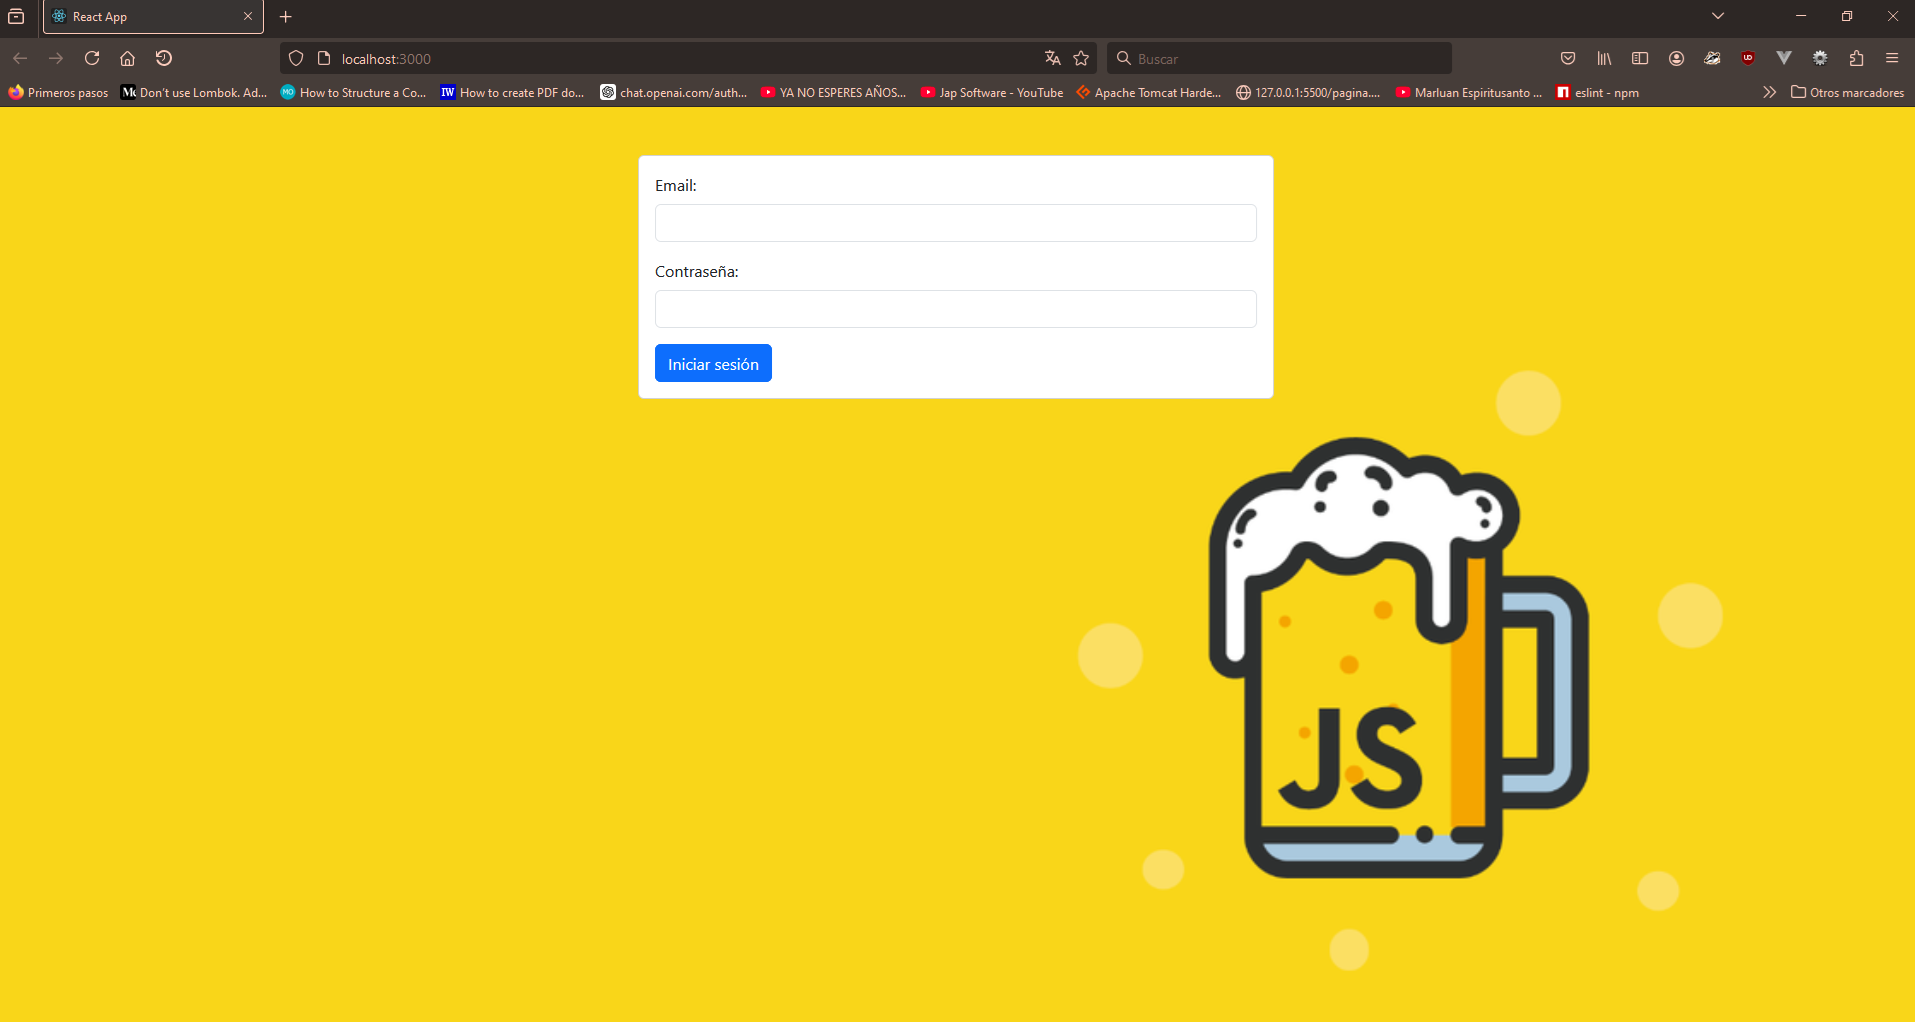 React App
localhost:3000
Buscar
Primeros pasos
Don't use Lombok. Ad...
How to Structure a Co...
IW How to create PDF do...
chat.openai.com/auth...
YA NO ESPERES AÑOS...
Jap Software - YouTube
Apache Tomcat Harde...
127.0.0.1:5500/pagina....
Marluan Espiritusanto ...
eslint - npm
Otros marcadores
Email:
Contraseña:
Iniciar sesión
JS